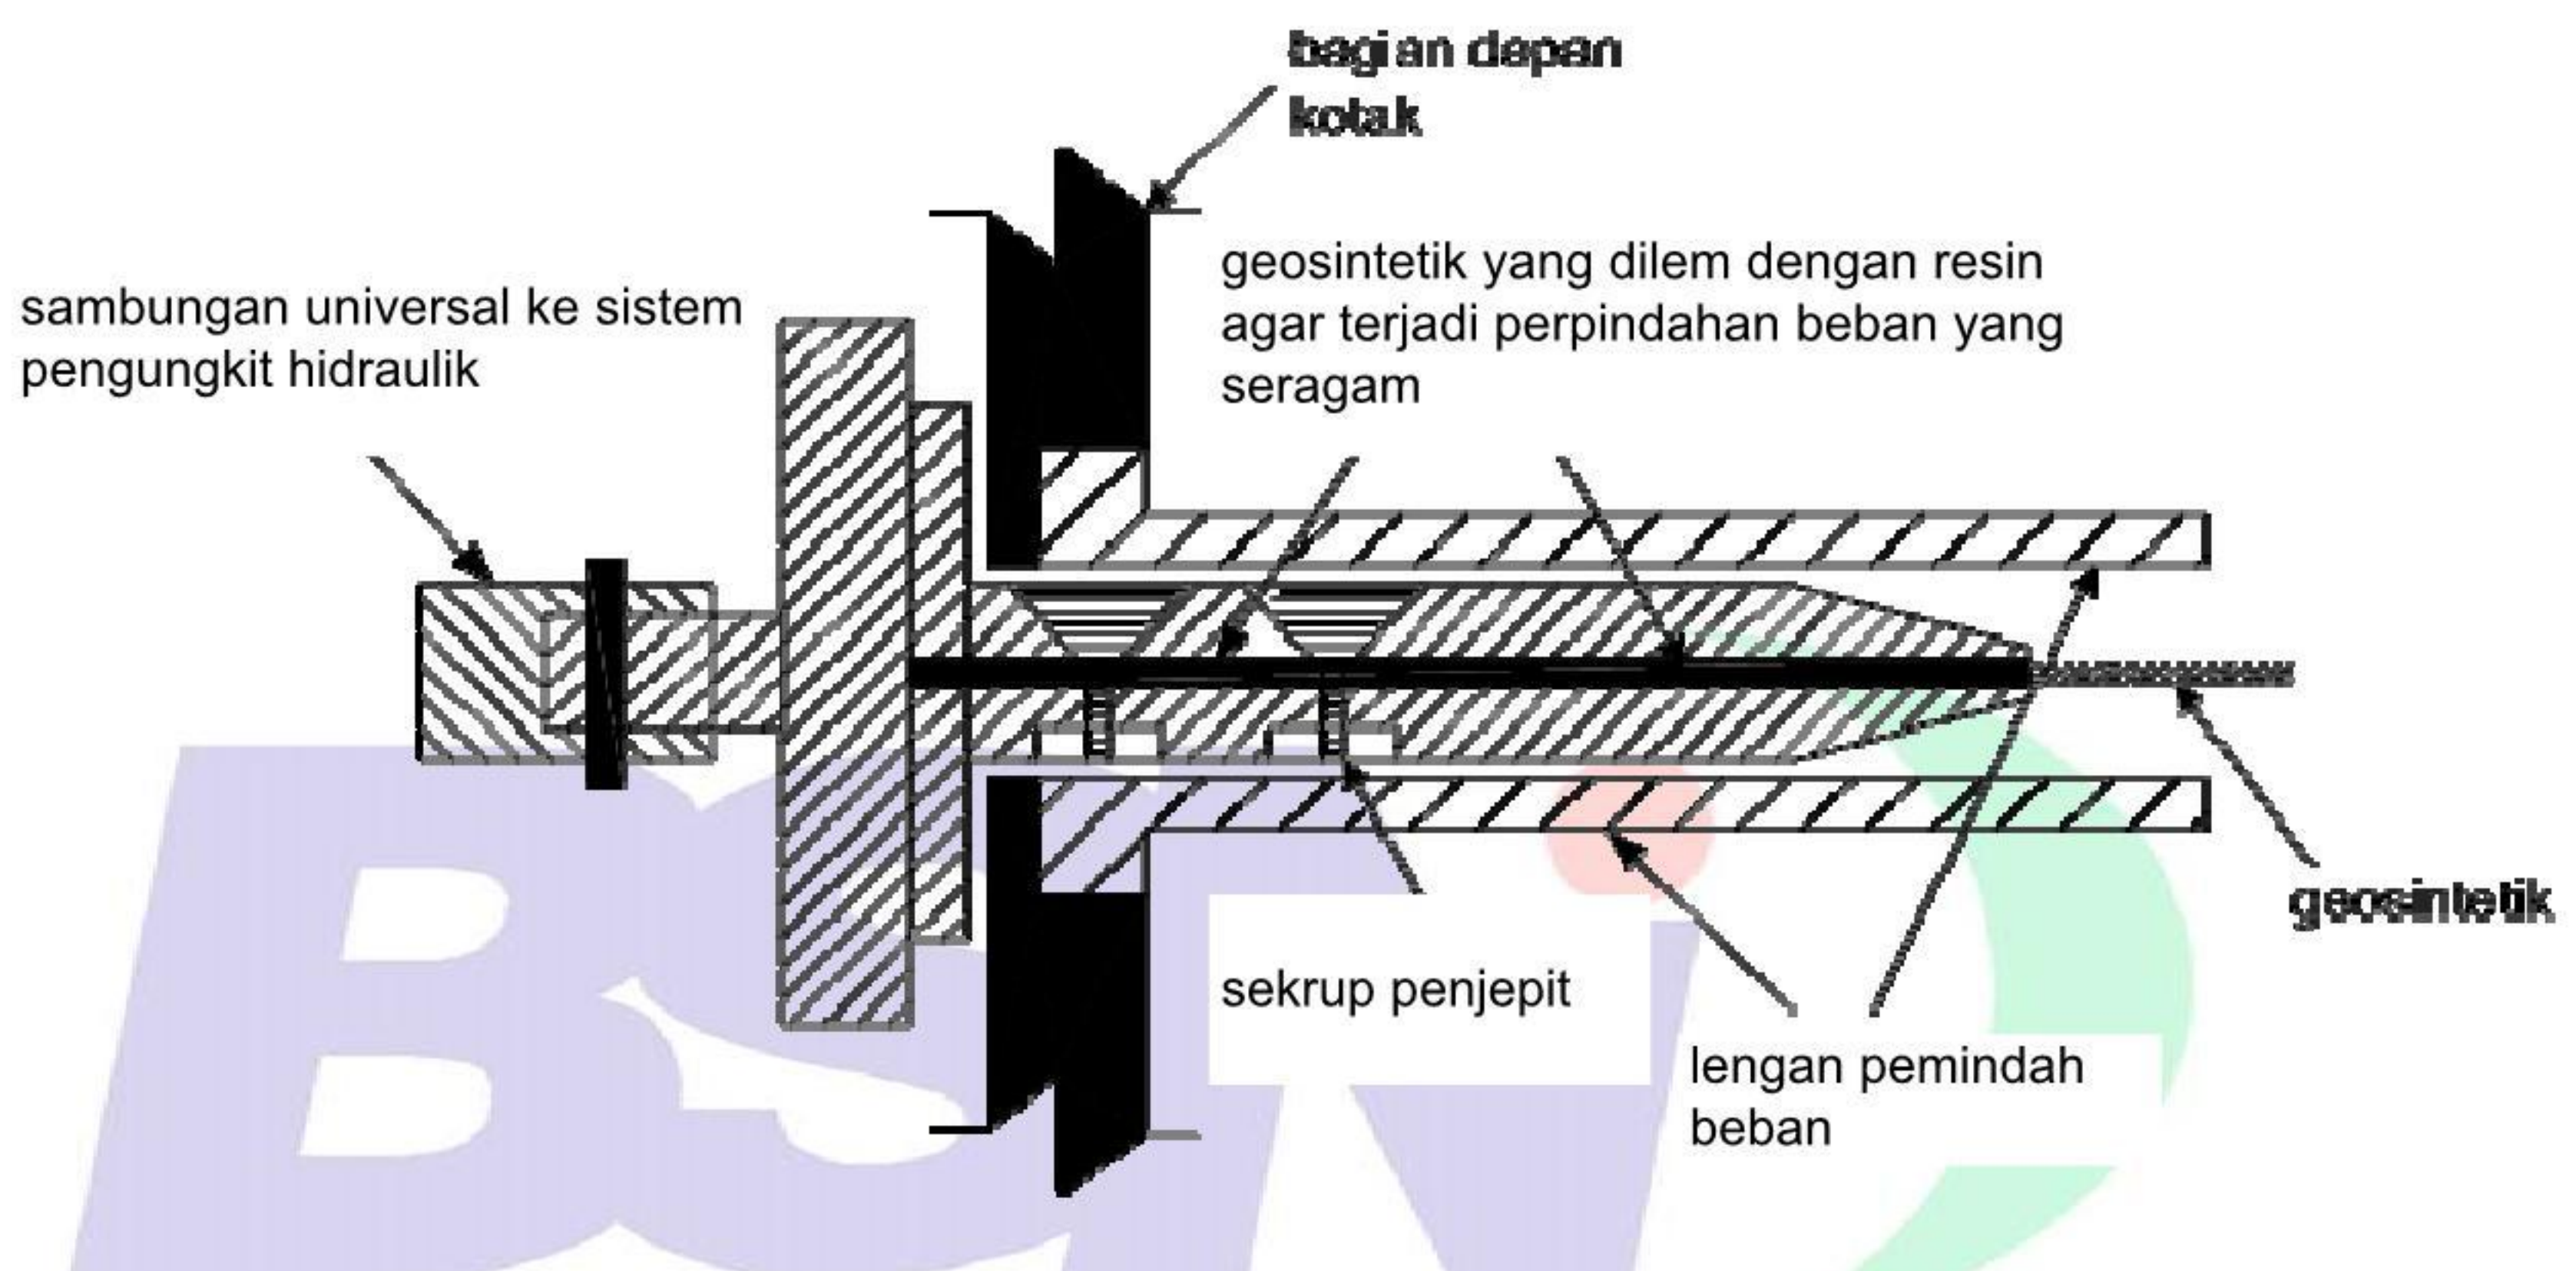 bagian depan
kotak
geosintetik yang dilem dengan resin
agar terjadi perpindahan beban yang
seragam
sambungan universal ke sistem
pengungkit hidraulik
geosintetik
sekrup penjepit
lengan pemindah
beban
BSN